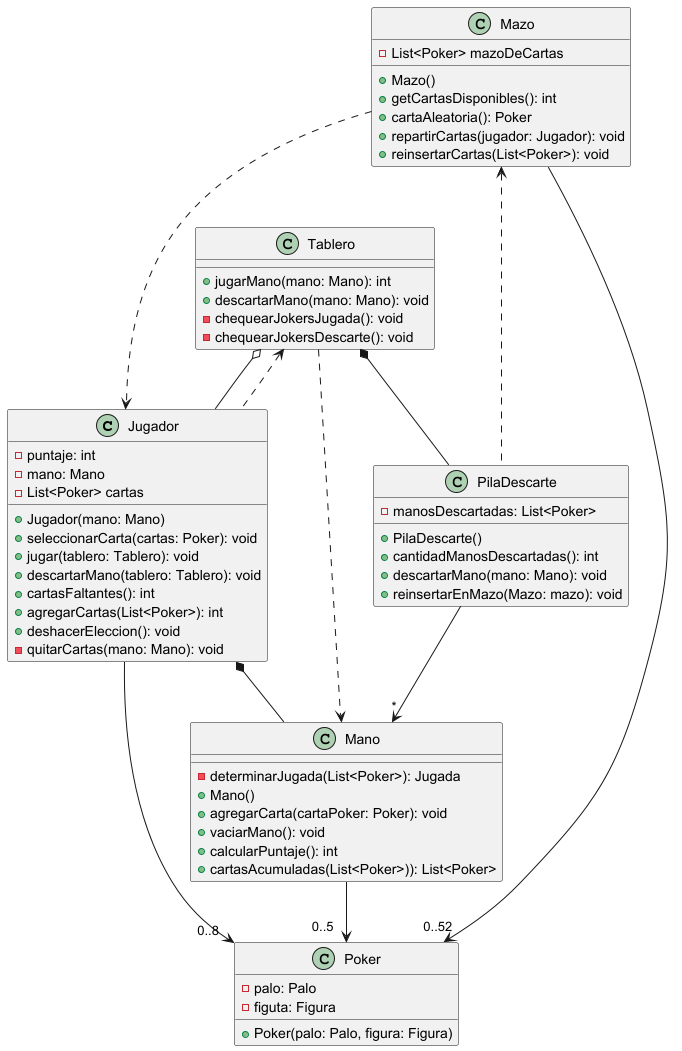 C Mazo
List<Poker> mazoDeCartas
Mazo()
getCartasDisponibles(): int
cartaAleatoria(): Poker
repartirCartas(jugador: Jugador): void
reinsertarCartas(List<Poker>): void
C Tablero
jugarMano(mano: Mano): int
descartarMano(mano: Mano): void
chequearJokersJugada(): void
chequearJokersDescarte(): void
C Jugador
puntaje: int
mano: Mano
List<Poker> cartas
Jugador(mano: Mano)
seleccionarCarta(cartas: Poker): void
jugar(tablero: Tablero): void
descartarMano(tablero: Tablero): void
cartasFaltantes(): int
agregarCartas(List<Poker>): int
deshacerEleccion(): void
quitarCartas(mano: Mano): void
C PilaDescarte
manosDescartadas: List<Poker>
PilaDescarte()
cantidadManosDescartadas(): int
descartarMano(mano: Mano): void
reinsertarEnMazo(Mazo: mazo): void
*
C Mano
determinarJugada(List<Poker>): Jugada
Mano()
agregarCarta(cartaPoker: Poker): void
vaciarMano(): void
calcularPuntaje(): int
cartasAcumuladas(List<Poker>)): List<Poker>
0..8
0..5
0..52
C Poker
palo: Palo
figuta: Figura
Poker(palo: Palo, figura: Figura)